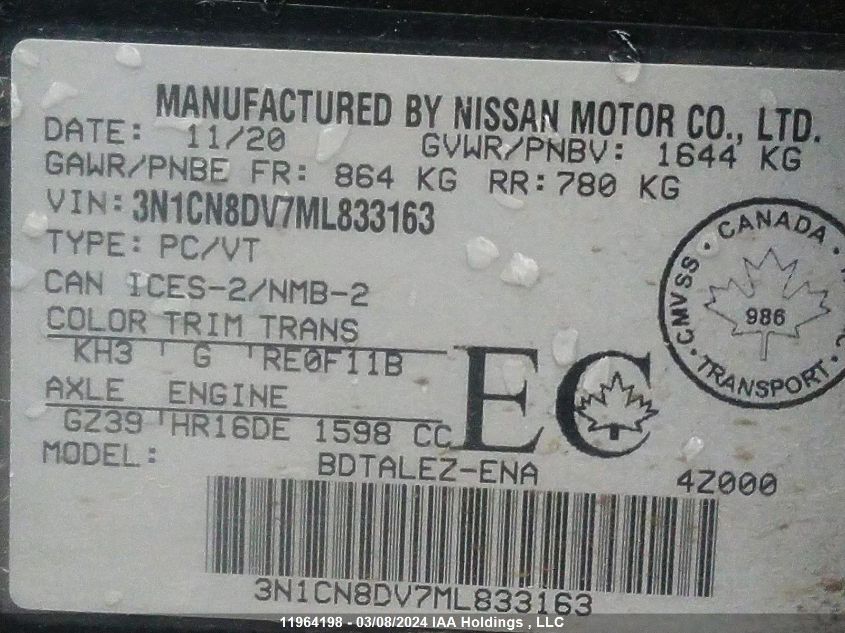 MANUFACTURED BY NISSAN MOTOR CO., LTD.
DATE: 11/20 GVWR/PNBV: 1644 KG
GAWR/PNBE FR: 864 KG RR: 780 KG
VIN: 3N1CN8DV7ML833163
TYPE: PC/VT
CAN ICES-2/NMB-2
COLOR TRIM TRANS
KH3 G RE0F11B
AXLE ENGINE
GZ39 HR16DE 1598 CC
MODEL: BDTALEZ-ENA 4Z000
EC
CANADA
CMVSS
986
TRANSPORT
3N1CN8DV7ML833163
11964198 - 03/08/2024 IAA Holdings , LLC